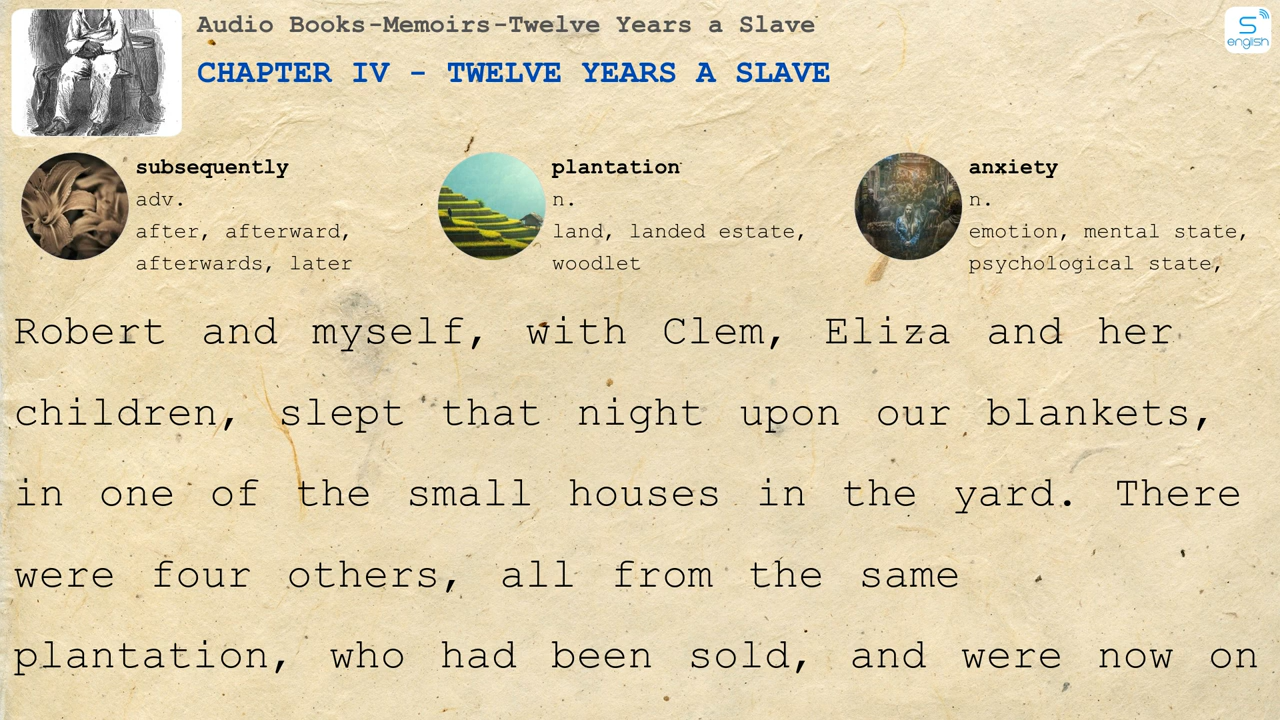 Audio Books-Memoirs-Twelve Years a Slave
CHAPTER IV - TWELVE YEARS A SLAVE
S
english
subsequently
adv.
after, afterward,
afterwards, later
plantation
n.
land, landed estate,
woodlet
anxiety
n.
emotion, mental state,
psychological state,
Robert and myself, with Clem, Eliza and her
children, slept that night upon our blankets,
in one of the small houses in the yard. There
were four others, all from the same
plantation, who had been sold, and were now on